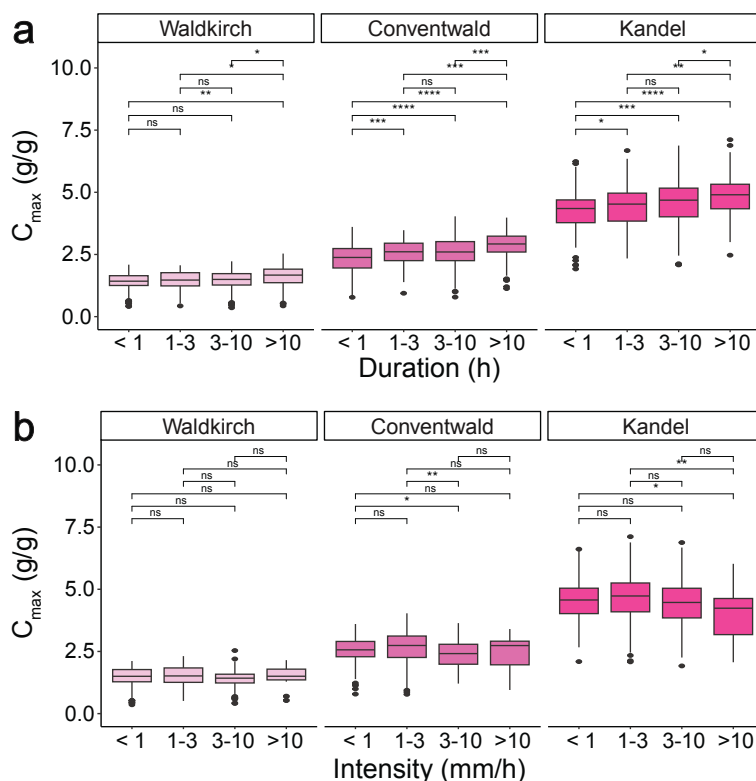 a
Waldkirch Conventwald Kandel
* *** *
* *** **
ns ns ns
** **** ****
ns **** ***
ns *** *
10.0
7.5
5.0
2.5
0.0
C max (g/g)
< 1 1-3 3-10 >10 < 1 1-3 3-10 >10 < 1 1-3 3-10 >10
Duration (h)
b
Waldkirch Conventwald Kandel
ns ns ns
ns ns **
ns ** ns
ns ns *
ns * ns
ns ns ns
10.0
7.5
5.0
2.5
0.0
C max (g/g)
< 1 1-3 3-10 >10 < 1 1-3 3-10 >10 < 1 1-3 3-10 >10
Intensity (mm/h)